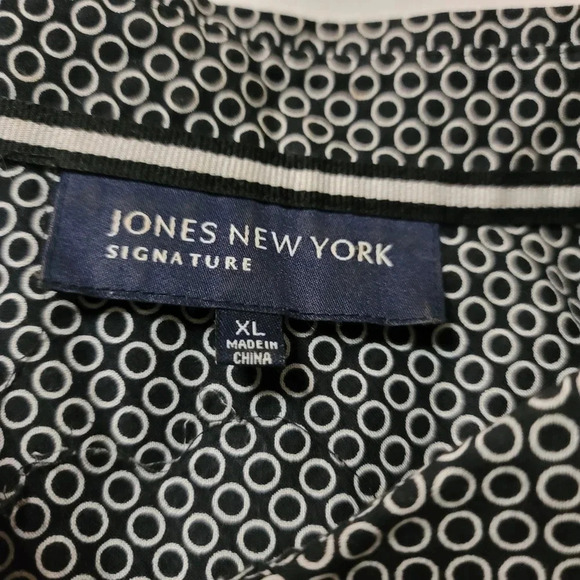 JONES NEW YORK
SIGNATURE
XL
MADE IN
CHINA